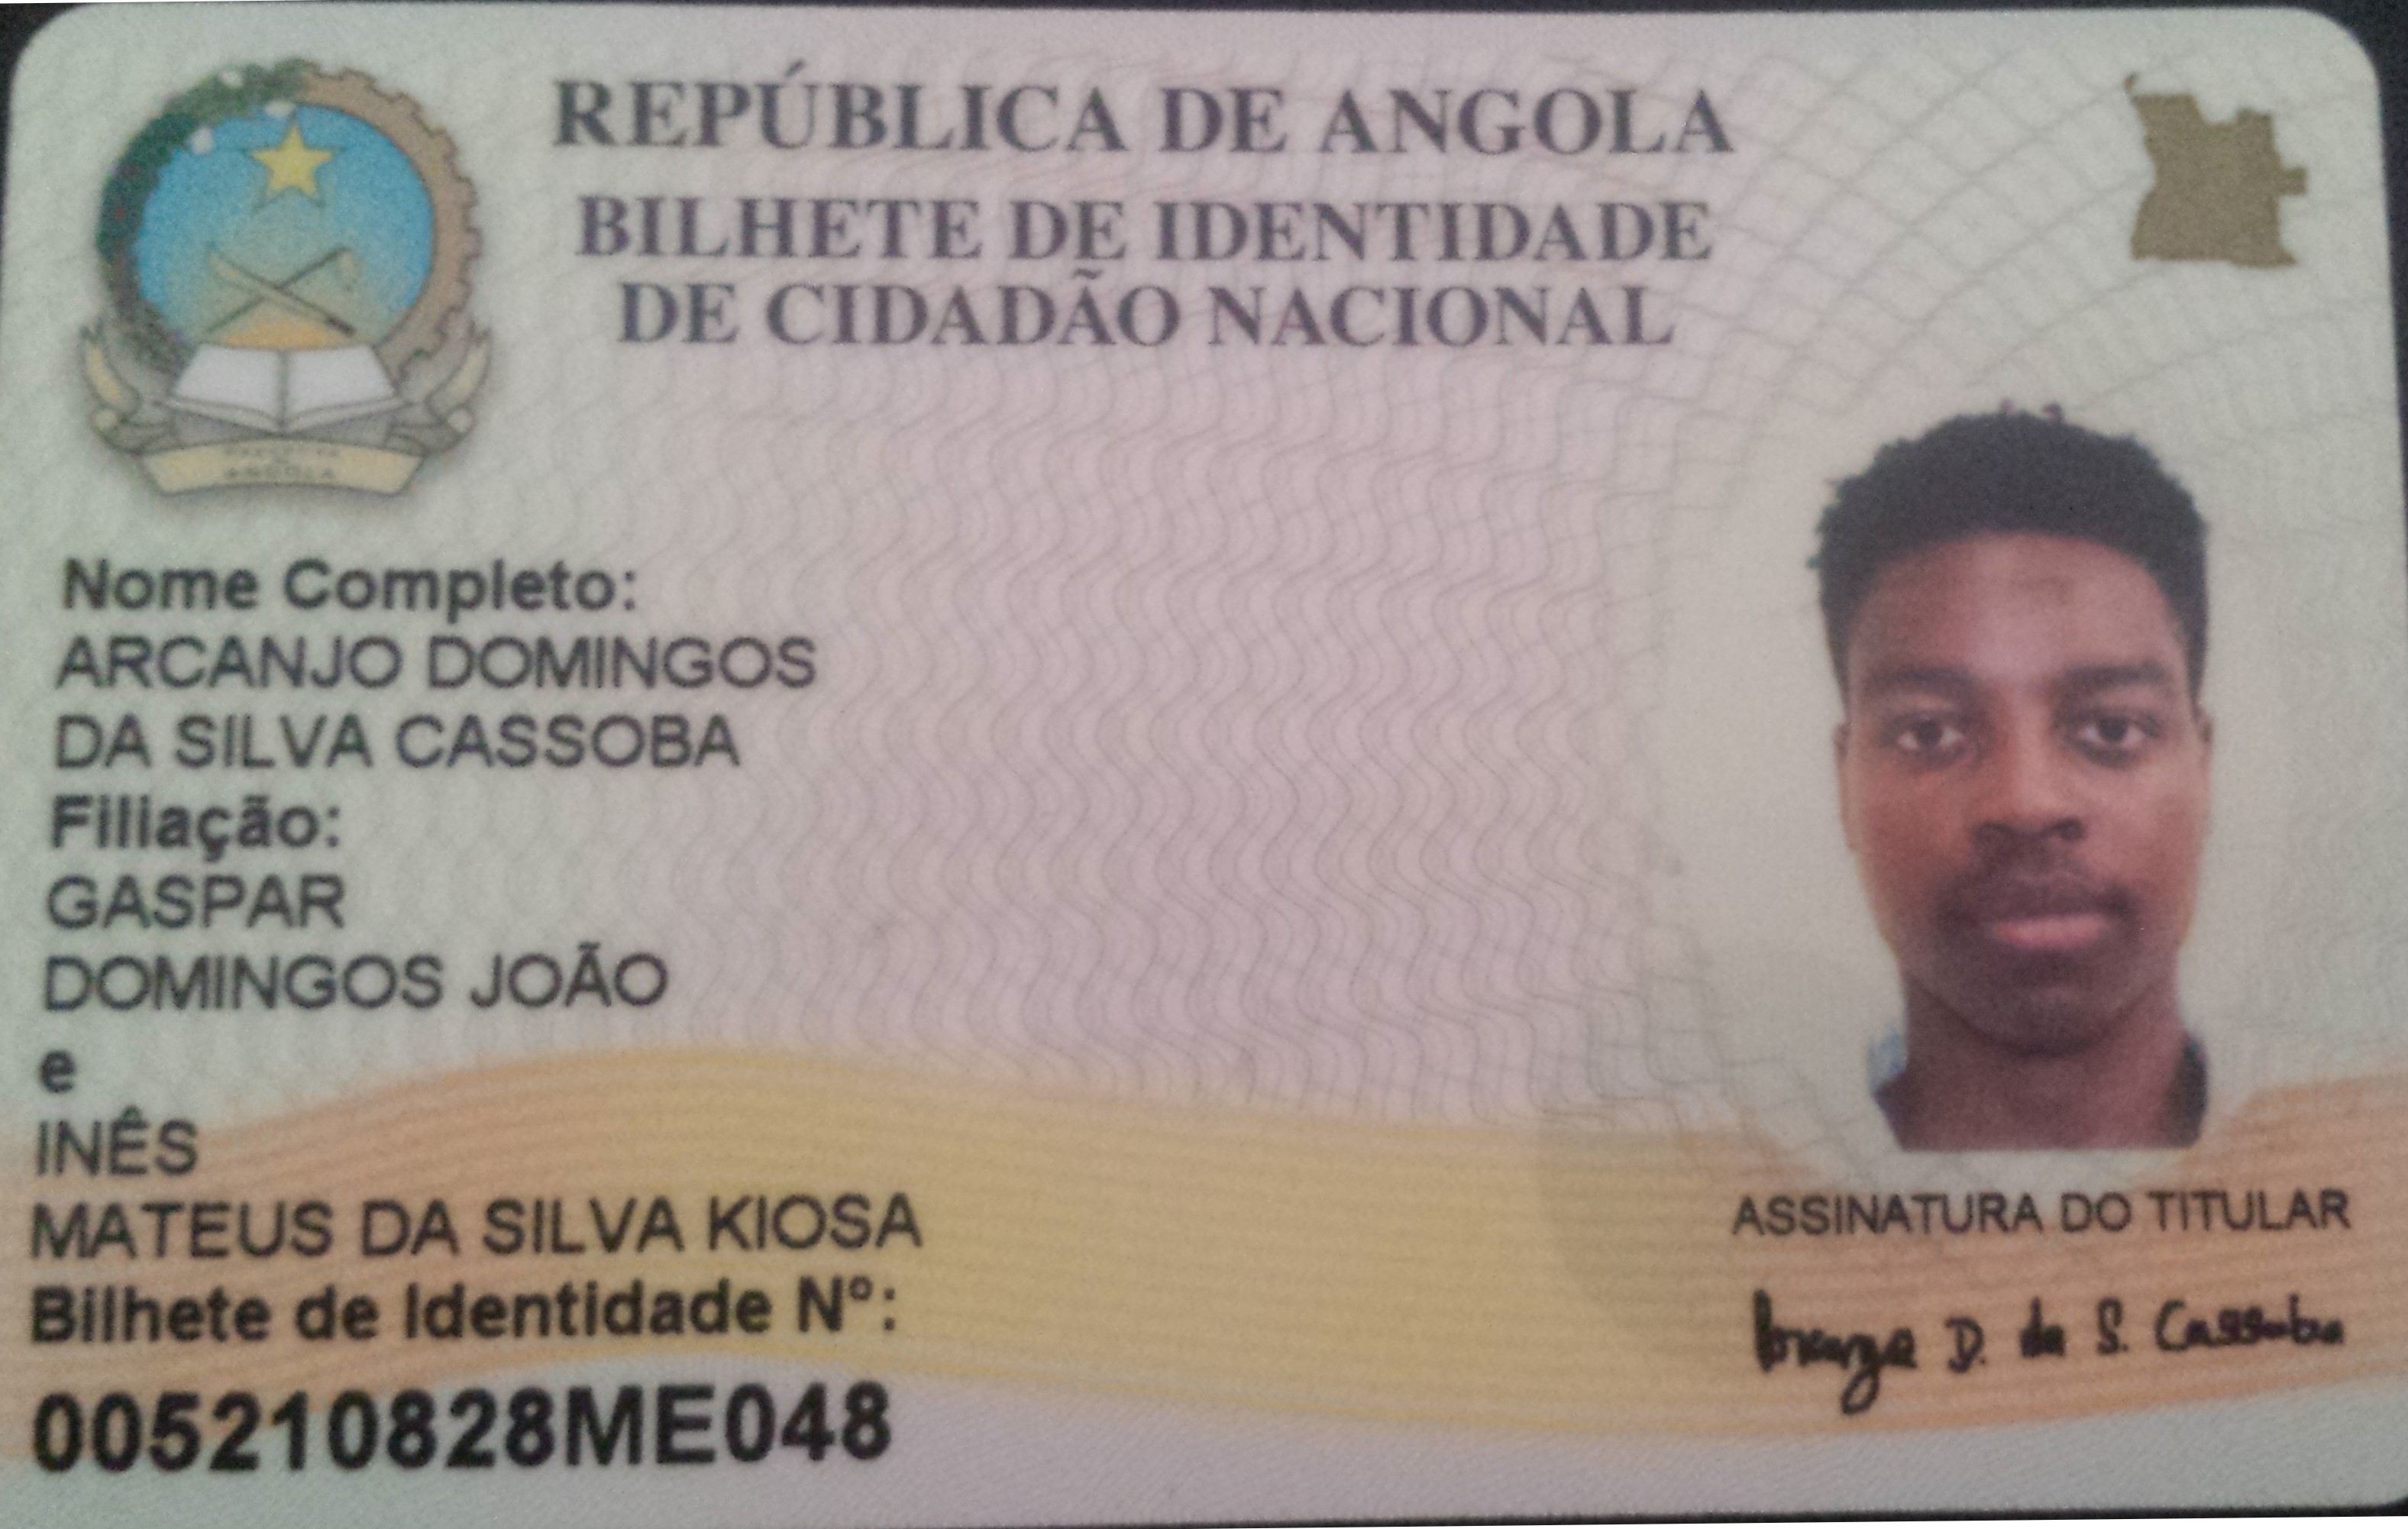 REPÚBLICA DE ANGOLA
BILHETE DE IDENTIDADE
DE CIDADÃO NACIONAL
ANGOLA
Nome Completo:
ARCANJO DOMINGOS
DA SILVA CASSOBA
Filiação:
GASPAR
DOMINGOS JOÃO
e
INÊS
MATEUS DA SILVA KIOSA
Bilhete de Identidade Nº:
005210828ME048
ASSINATURA DO TITULAR
D. da S. Cassoba